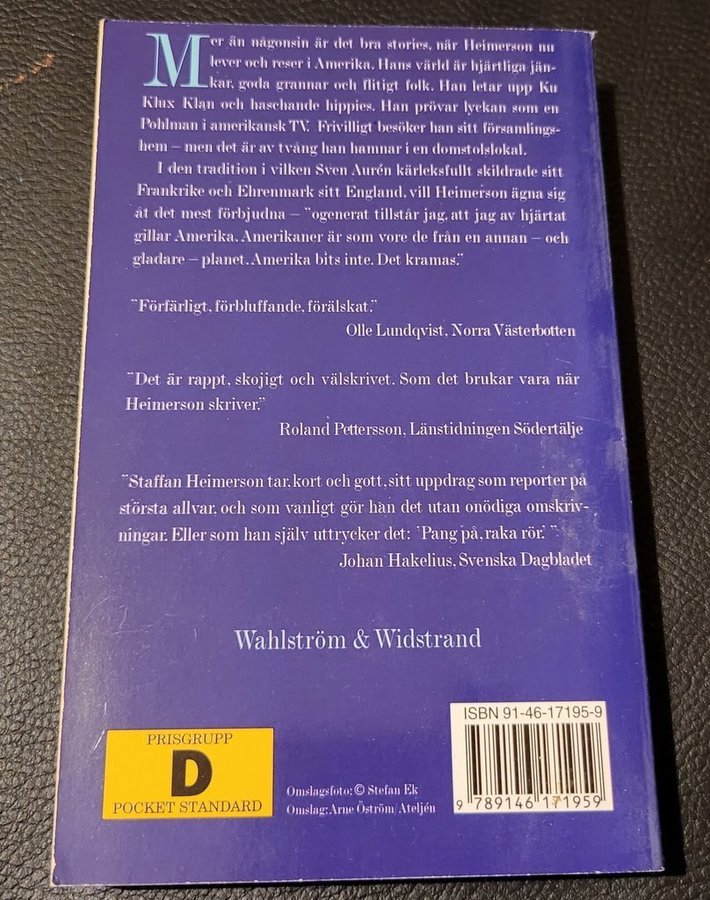 Mer än någonsin är det bra stories, när Heimerson nu
lever och reser i Amerika. Hans värld är hjärtliga jän-
kar, goda grannar och flitigt folk. Han letar upp Ku
Klux Klan och haschande hippies. Han prövar lyckan som en
Pohlman i amerikansk TV. Frivilligt besöker han sitt församlings-
hem – men det är av tvång han hamnar i en domstolslokal.
I den tradition i vilken Sven Aurén kärleksfullt skildrade sitt
Frankrike och Ehrenmark sitt England, vill Heimerson ägna sig
åt det mest förbjudna – "ogenerat tillstår jag, att jag av hjärtat
gillar Amerika. Amerikaner är som vore de från en annan – och
gladare – planet. Amerika bits inte. Det kramas."
"Förfärligt, förbluffande, förälskat."
Olle Lundqvist, Norra Västerbotten
"Det är rappt, skojigt och välskrivet. Som det brukar vara när
Heimerson skriver."
Roland Pettersson, Länstidningen Södertälje
"Staffan Heimerson tar, kort och gott, sitt uppdrag som reporter på
största allvar, och som vanligt gör han det utan onödiga omskriv-
ningar. Eller som han själv uttrycker det: 'Pang på, raka rör.'"
Johan Hakelius, Svenska Dagbladet
Wahlström & Widstrand
PRISGRUPP
D
POCKET STANDARD
Omslagsfoto: © Stefan Ek
Omslag: Arne Öström/Ateljén
ISBN 91-46-17195-9
9 789146 171959